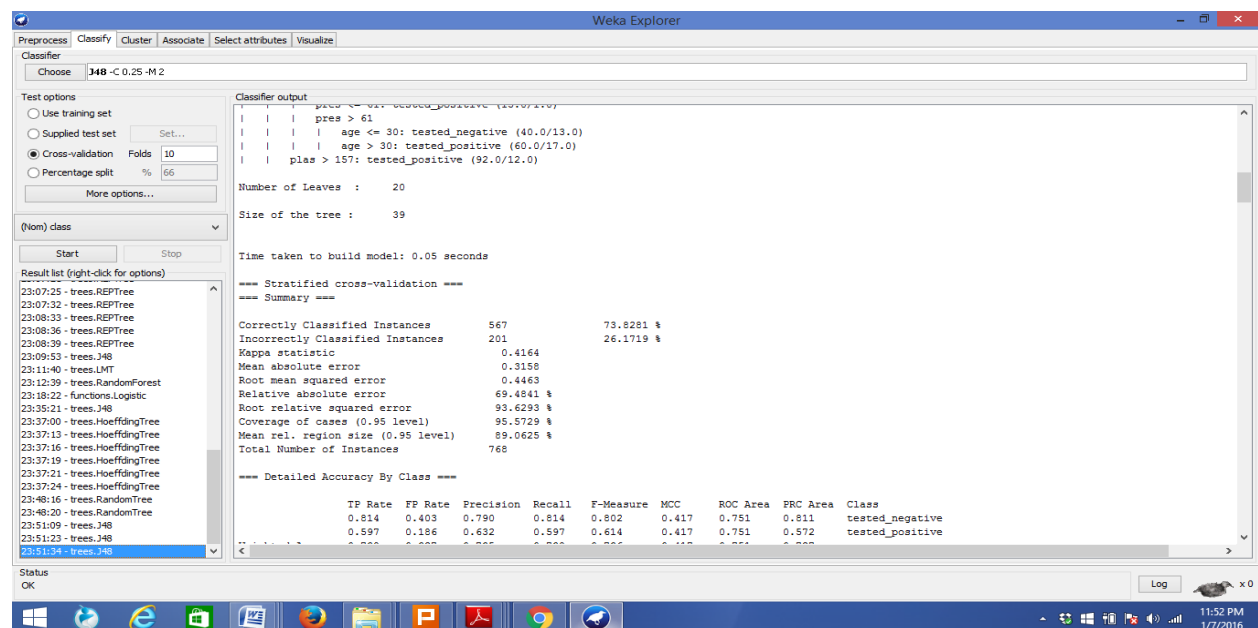 Weka Explorer
Preprocess Classify Cluster Associate Select attributes Visualize
Classifier
Choose J48 -C 0.25 -M 2
Test options
Use training set
Supplied test set Set...
Cross-validation Folds 10
Percentage split % 66
More options...
(Nom) class
Start Stop
Result list (right-click for options)
23:07:25 - trees.REPTree
23:07:32 - trees.REPTree
23:08:33 - trees.REPTree
23:08:36 - trees.REPTree
23:08:39 - trees.REPTree
23:09:53 - trees.J48
23:11:40 - trees.LMT
23:12:39 - trees.RandomForest
23:18:22 - functions.Logistic
23:35:21 - trees.J48
23:37:00 - trees.HoeffdingTree
23:37:13 - trees.HoeffdingTree
23:37:16 - trees.HoeffdingTree
23:37:19 - trees.HoeffdingTree
23:37:21 - trees.HoeffdingTree
23:37:24 - trees.HoeffdingTree
23:48:16 - trees.RandomTree
23:48:20 - trees.RandomTree
23:51:09 - trees.J48
23:51:23 - trees.J48
23:51:34 - trees.J48
Classifier output
| | | pres <= 61: tested_positive (15.0/1.0)
| | | pres > 61
| | | | age <= 30: tested_negative (40.0/13.0)
| | | | age > 30: tested_positive (60.0/17.0)
| | plas > 157: tested_positive (92.0/12.0)
Number of Leaves : 20
Size of the tree : 39
Time taken to build model: 0.05 seconds
=== Stratified cross-validation ===
=== Summary ===
Correctly Classified Instances 567 73.8281 %
Incorrectly Classified Instances 201 26.1719 %
Kappa statistic 0.4164
Mean absolute error 0.3158
Root mean squared error 0.4463
Relative absolute error 69.4841 %
Root relative squared error 93.6293 %
Coverage of cases (0.95 level) 95.5729 %
Mean rel. region size (0.95 level) 89.0625 %
Total Number of Instances 768
=== Detailed Accuracy By Class ===
TP Rate FP Rate Precision Recall F-Measure MCC ROC Area PRC Area Class
0.814 0.403 0.790 0.814 0.802 0.417 0.751 0.811 tested_negative
0.597 0.186 0.632 0.597 0.614 0.417 0.751 0.572 tested_positive
Status
OK
Log x 0
11:52 PM
1/7/2016